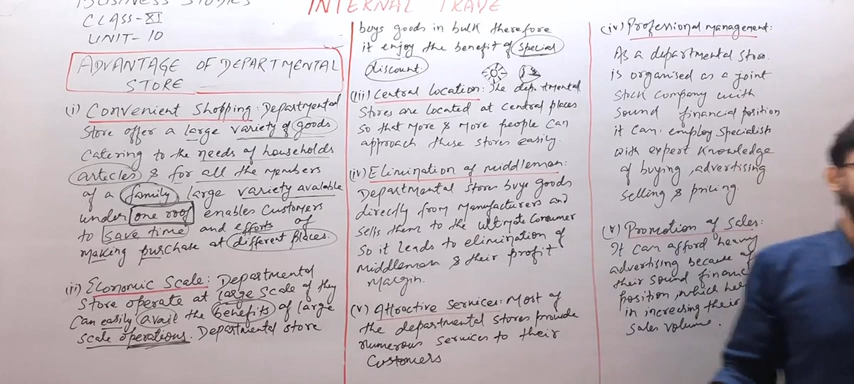 BUSINESS STUDIES
CLASS-XI
UNIT-10
INTERNAL TRADE
ADVANTAGE OF DEPARTMENTAL
STORE
(i) Convenient Shopping: Departmental
Store offer a large variety of goods
Catering to the needs of households
articles & for all the members
of a family large variety available
under one roof enables Customers
to save time and efforts of
making purchase at different places.
(ii) Economic Scale: Departmental
Store operate at large scale of they
Can easily avail the benefits of large
scale operations. Departmental store
buys goods in bulk therefore
it enjoy the benefit of special
discount
(iii) Central Location: The departmental
Stores are located at central places
so that more & more people can
approach these stores easily
(iv) Elimination of middleman:
Departmental Store buys goods
directly from manufacturers and
sells them to the ultimate Consumer
so it leads to elimination of
middleman & their profit
margin.
(v) Attractive Services: Most of
the departmental stores provide
numerous services to their
Customers
(iv) Professional management:
As a departmental store
is organised as a joint
Stock Company with
Sound financial position
it can employ Specialists
with expert knowledge
of buying, advertising
selling & pricing
(v) Promotion of Sales:
It can afford heavy
advertising because of
their sound
position which
in increasing their
sales volume.